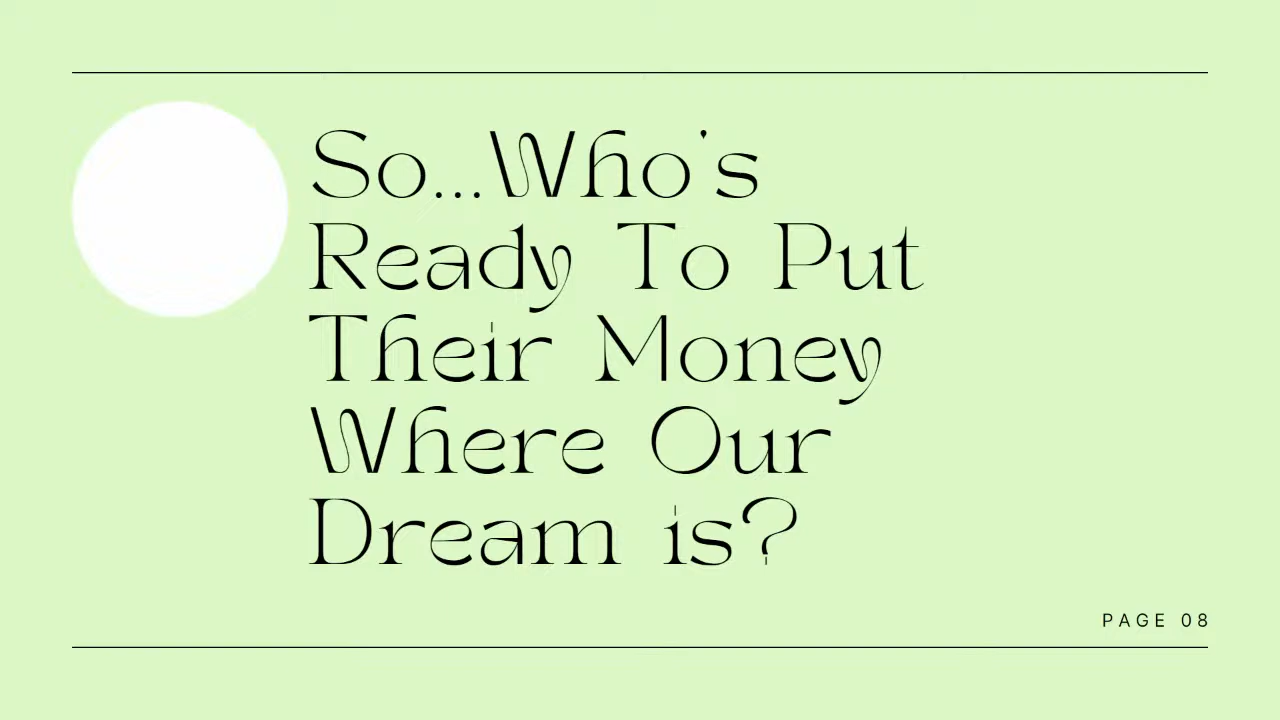 So...Who's
Ready To Put
Their Money
Where Our
Dream is?
PAGE 08